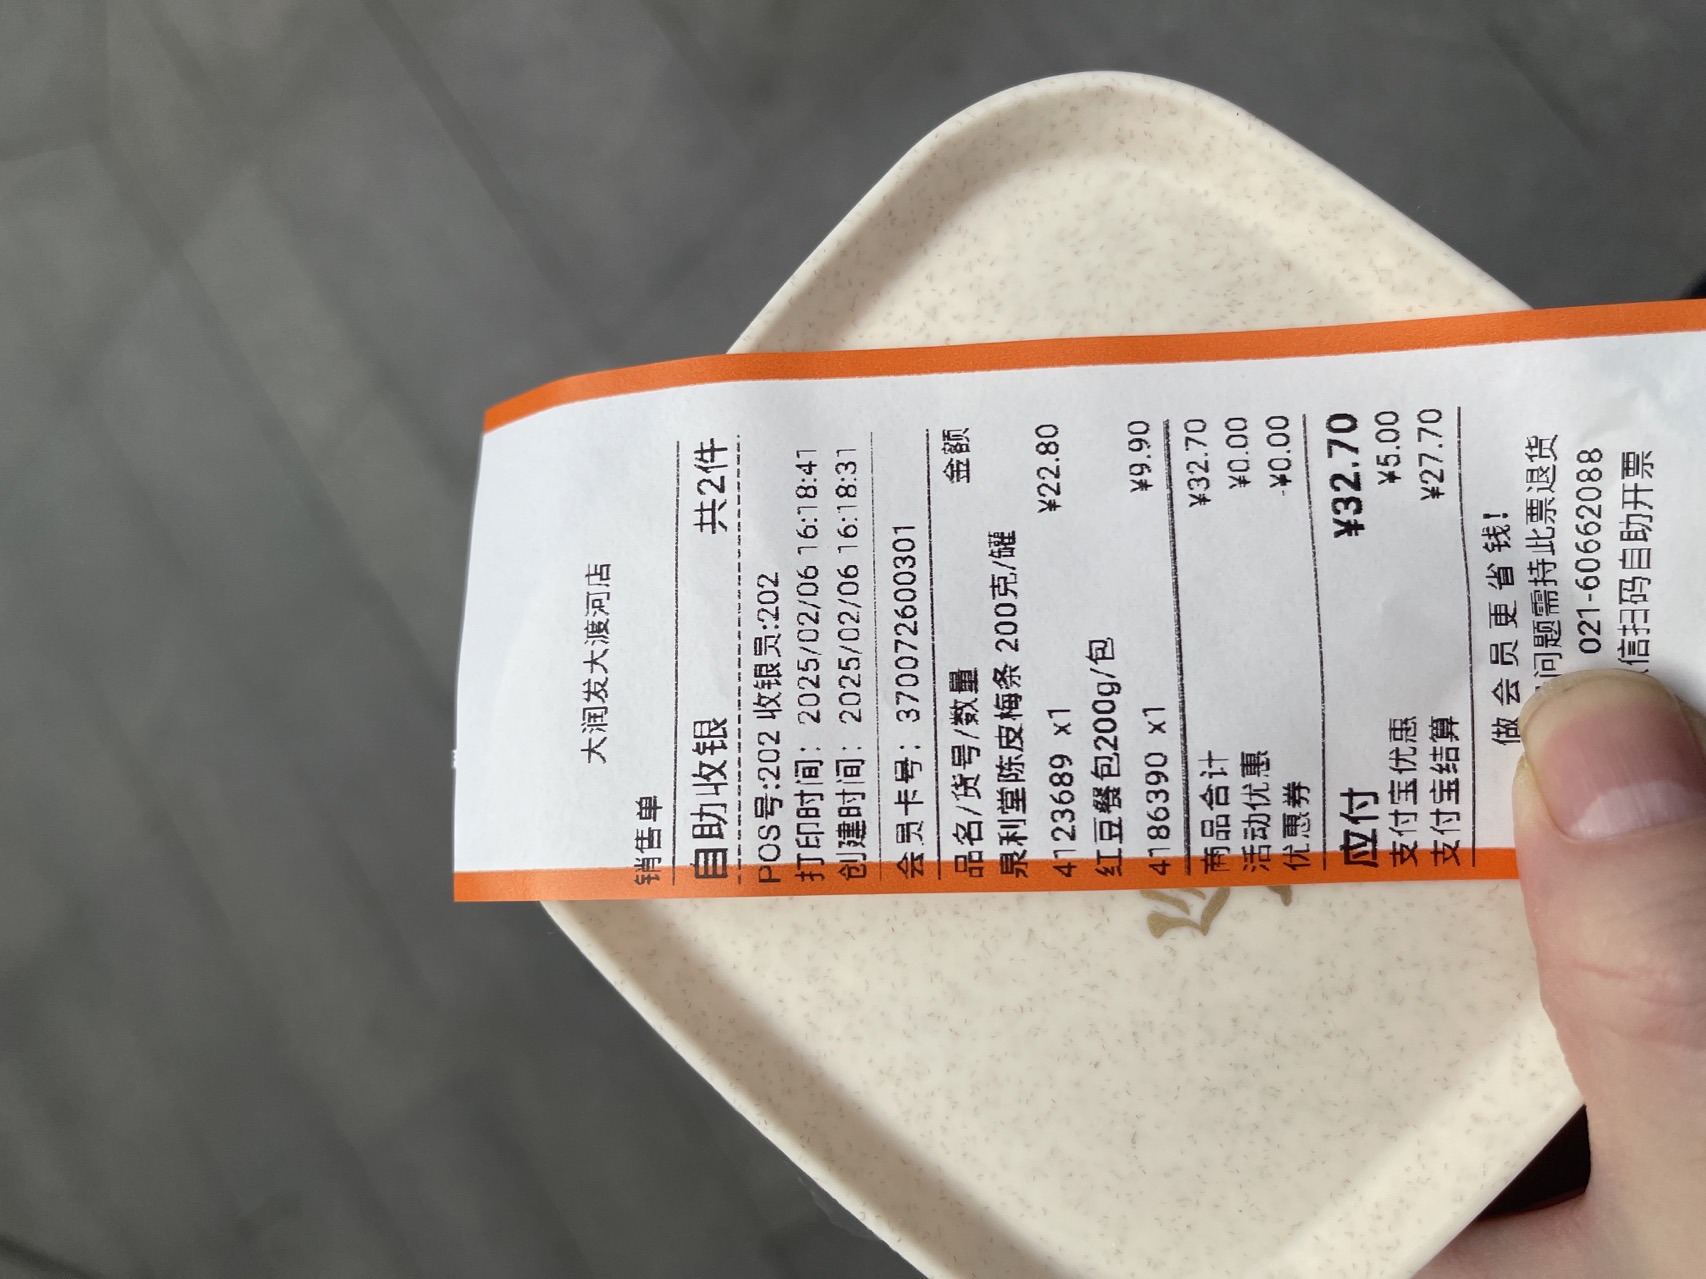 大润发大渡河店
销售单
自助收银 共2件
POS号:202 收银员:202
打印时间：2025/02/06 16:18:41
创建时间：2025/02/06 16:18:31
会员卡号：3700726003​01
品名/货号/数量 金额
泉利堂陈皮梅条 200克/罐
4123689 x1 ¥22.80
红豆餐包200g/包
4186390 x1 ¥9.90
商品合计 ¥32.70
活动优惠 ¥0.00
优惠券 -¥0.00
应付 ¥32.70
支付宝优惠 ¥5.00
支付宝结算 ¥27.70
做会员更省钱！
问题需持此票退货
021-60662088
信扫码自助开票